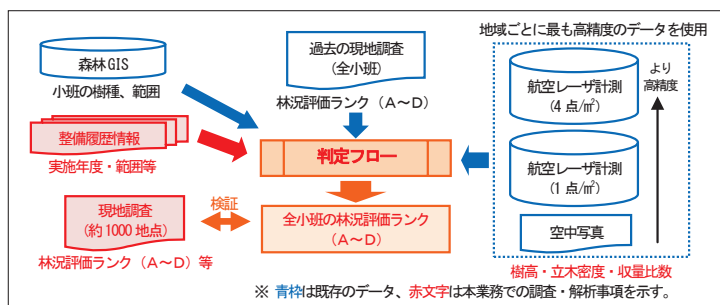 地域ごとに最も高精度のデータを使用
森林GIS
小班の樹種、範囲
過去の現地調査
(全小班)
林況評価ランク（A～D）
整備履歴情報
実施年度・範囲等
判定フロー
航空レーザ計測
(4 点/㎡)
より
高精度
航空レーザ計測
(1 点/㎡)
空中写真
樹高・立木密度・収量比数
現地調査
(約1000 地点)
林況評価ランク（A～D）等
検証
全小班の林況評価ランク
(A～D)
※ 青枠は既存のデータ、赤文字は本業務での調査・解析事項を示す。